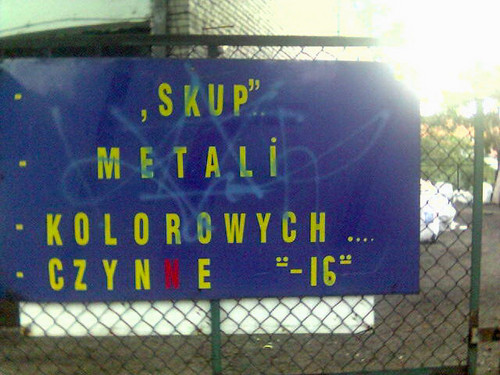 - ‚SKUP”..
- METALi
- KOLOROWYCH ....
- CZYNNE "-16"